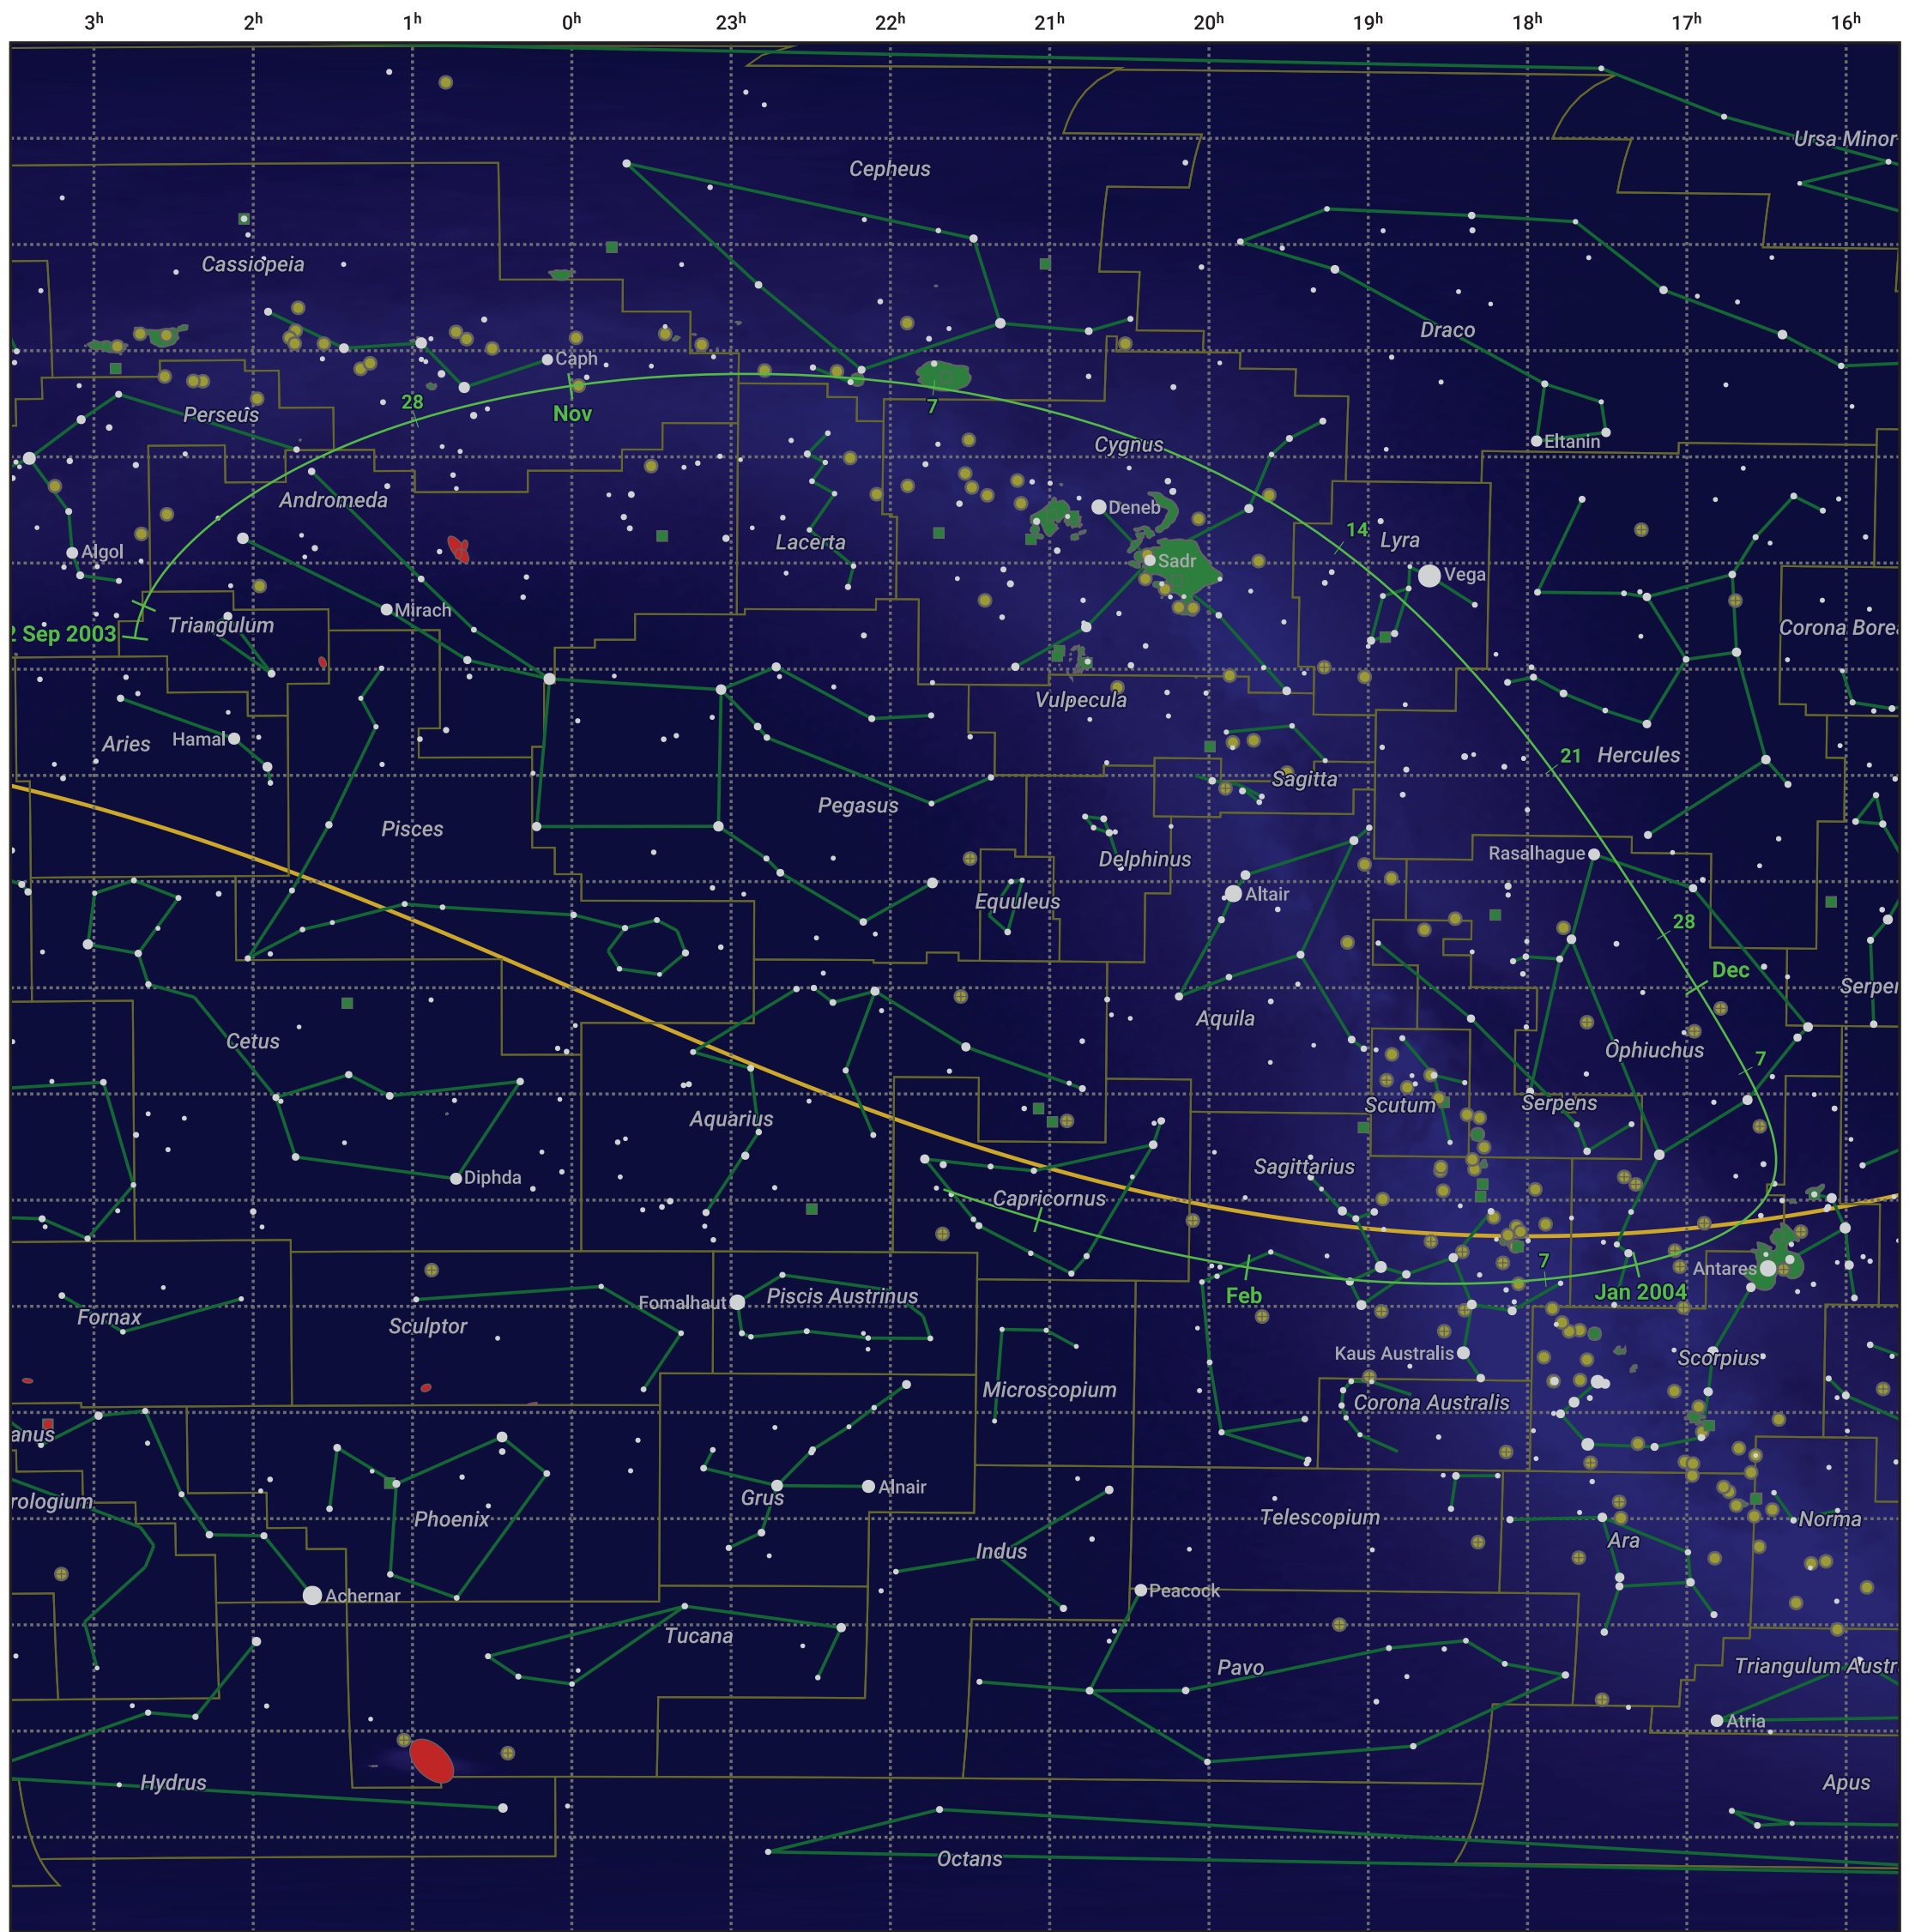 3h 2h 1h 0h 23h 22h 21h 20h 19h 18h 17h 16h
Ursa Minor
Cepheus
Cassiopeia
Draco
Caph
28
Nov
7
Perseus
Cygnus
Eltanin
Andromeda
Deneb
14
Lyra
Algol
Lacerta
Sadr
Vega
Mirach
2 Sep 2003
Triangulum
Corona Borea
Vulpecula
Aries
Hamal
21
Hercules
Sagitta
Pisces
Pegasus
Delphinus
Rasalhague
Equuleus
Altair
28
Dec
Serpen
Aquila
Cetus
Ophiuchus
7
Aquarius
Scutum
Serpens
Diphda
Sagittarius
Capricornus
7
Antares
Feb
Jan 2004
Fornax
Sculptor
Fomalhaut
Piscis Austrinus
Kaus Australis
Scorpius
Microscopium
Corona Australis
anus
rologium
Phoenix
Grus
Alnair
Telescopium
Norma
Indus
Ara
Achernar
Peacock
Tucana
Pavo
Triangulum Austr
Atria
Hydrus
Apus
Octans